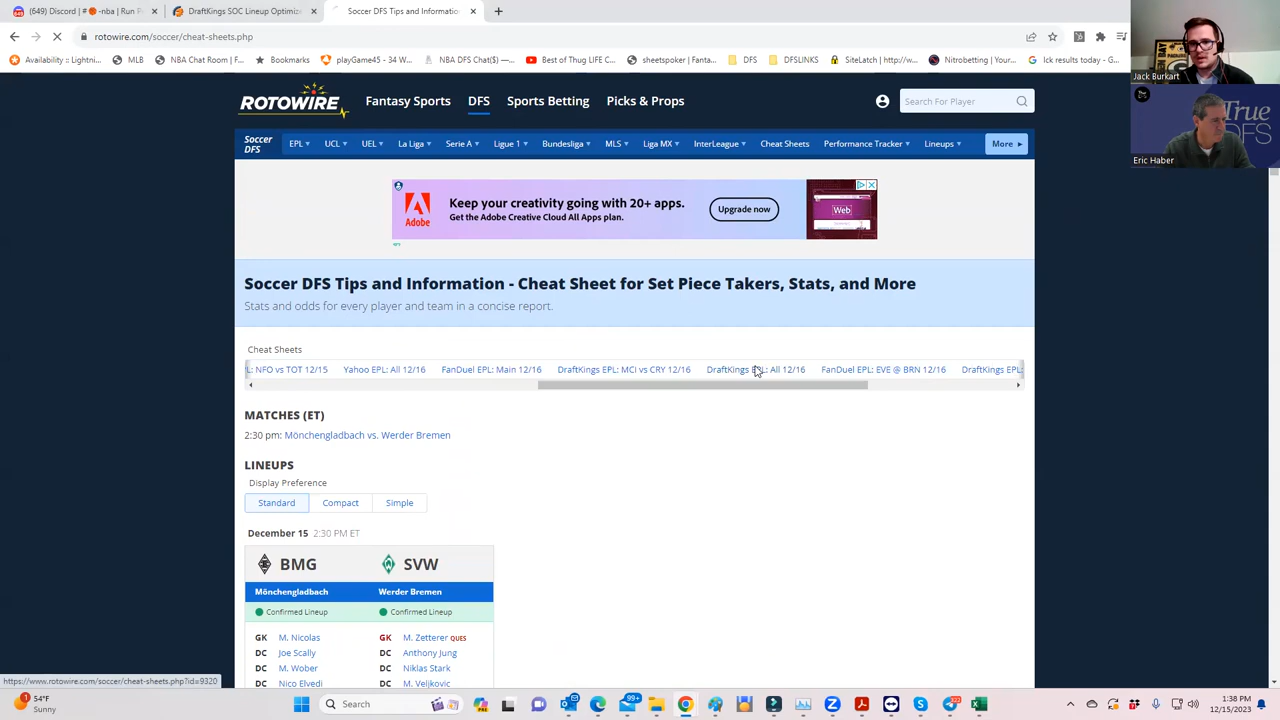 (649) Discord | # -nba | Run P
DraftKings SOC Lineup Optimiz
Soccer DFS Tips and Informatio
rotowire.com/soccer/cheat-sheets.php
Availability :: Lightni...
MLB
NBA Chat Room | F...
playGame45 - 34 W...
Bookmarks
Best of Thug LIFE C...
sheetspoker | Fanta...
DFS
DFSLINKS
SiteLatch | http://w...
Nitrobetting | Your...
lck results today -...
Jack Burkart
True
DFS
Eric Haber
ROTOWIRE
Fantasy Sports
DFS
Sports Betting
Picks & Props
Search For Player
Soccer
DFS
EPL
UCL
UEL
La Liga
Serie A
Ligue 1
Bundesliga
MLS
Liga MX
InterLeague
Cheat Sheets
Performance Tracker
Lineups
More
Keep your creativity going with 20+ apps.
Get the Adobe Creative Cloud All Apps plan.
Adobe
Upgrade now
Web
Soccer DFS Tips and Information - Cheat Sheet for Set Piece Takers, Stats, and More
Stats and odds for every player and team in a concise report.
Cheat Sheets
L: NFO vs TOT 12/15
Yahoo EPL: All 12/16
FanDuel EPL: Main 12/16
DraftKings EPL: MCI vs CRY 12/16
DraftKings EPL: All 12/16
FanDuel EPL: EVE @ BRN 12/16
DraftKings EPL:
MATCHES (ET)
2:30 pm: Mönchengladbach vs. Werder Bremen
LINEUPS
Display Preference
Standard
Compact
Simple
December 15 2:30 PM ET
BMG
SVW
Mönchengladbach
Werder Bremen
Confirmed Lineup
Confirmed Lineup
GK M. Nicolas
GK M. Zetterer QUES
DC Joe Scally
DC Anthony Jung
DC M. Wober
DC Niklas Stark
DC Nico Elvedi
DC M. Veljkovic
https://www.rotowire.com/soccer/cheat-sheets.php?id=9320
54°F
Sunny
Search
99+
1:38 PM
12/15/2023